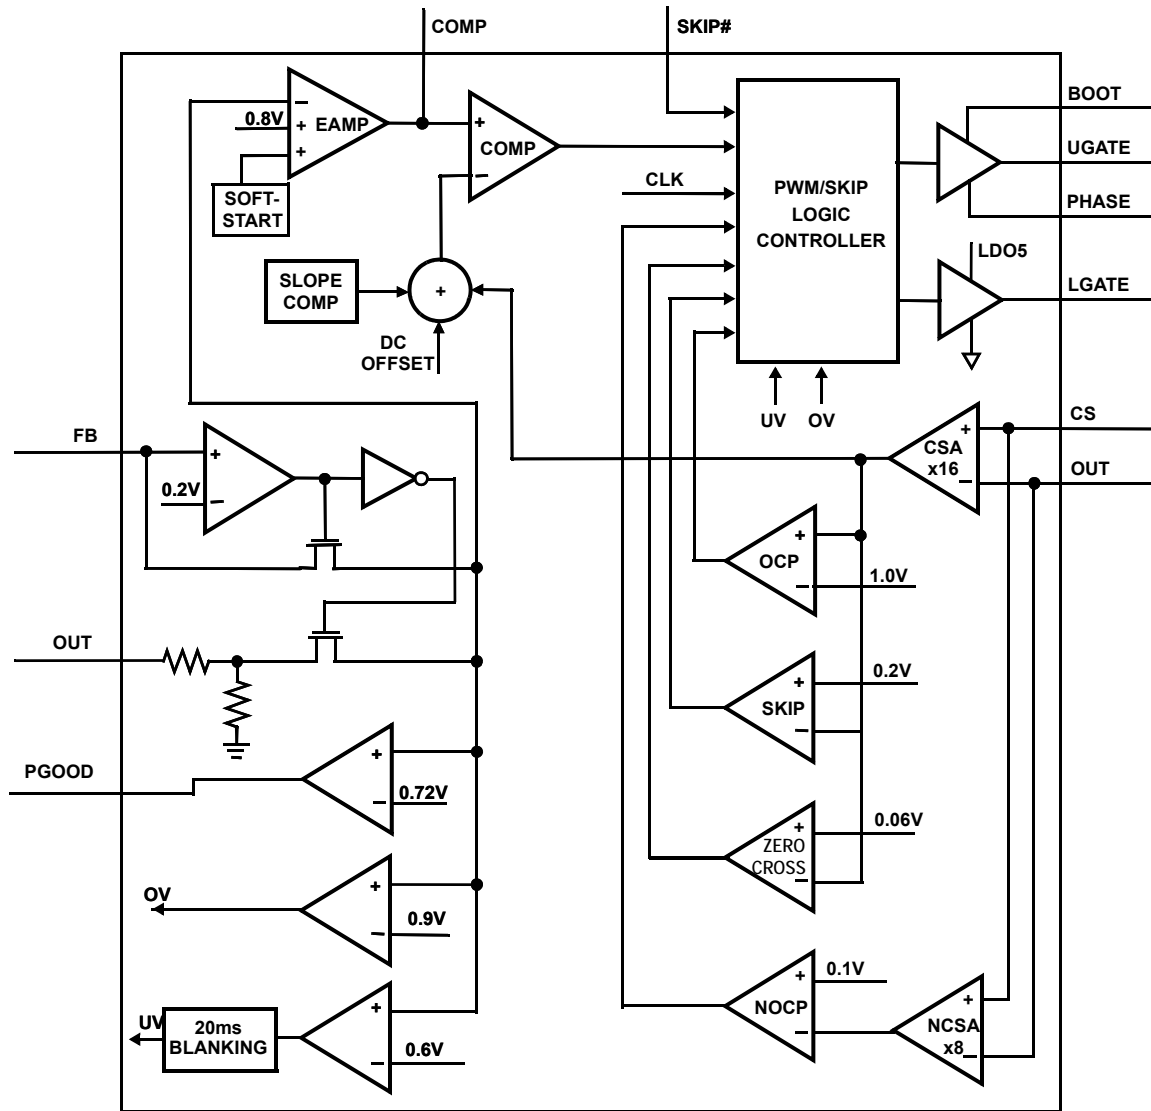 COMP
SKIP#
BOOT
UGATE
PHASE
LDO5
LGATE
−
0.8V
+
EAMP
+
SOFT-
START
+
COMP
−
CLK
PWM/SKIP
LOGIC
CONTROLLER
SLOPE
COMP
+
DC
OFFSET
UV
OV
FB
+
0.2V
−
CS
+
CSA
x16
−
OUT
+
OCP
−
1.0V
OUT
+
0.2V
SKIP
−
PGOOD
+
−
0.72V
+
0.06V
ZERO
CROSS
−
OV
+
−
0.9V
+
0.1V
NOCP
−
+
NCSA
x8
−
UV
20ms
BLANKING
+
−
0.6V